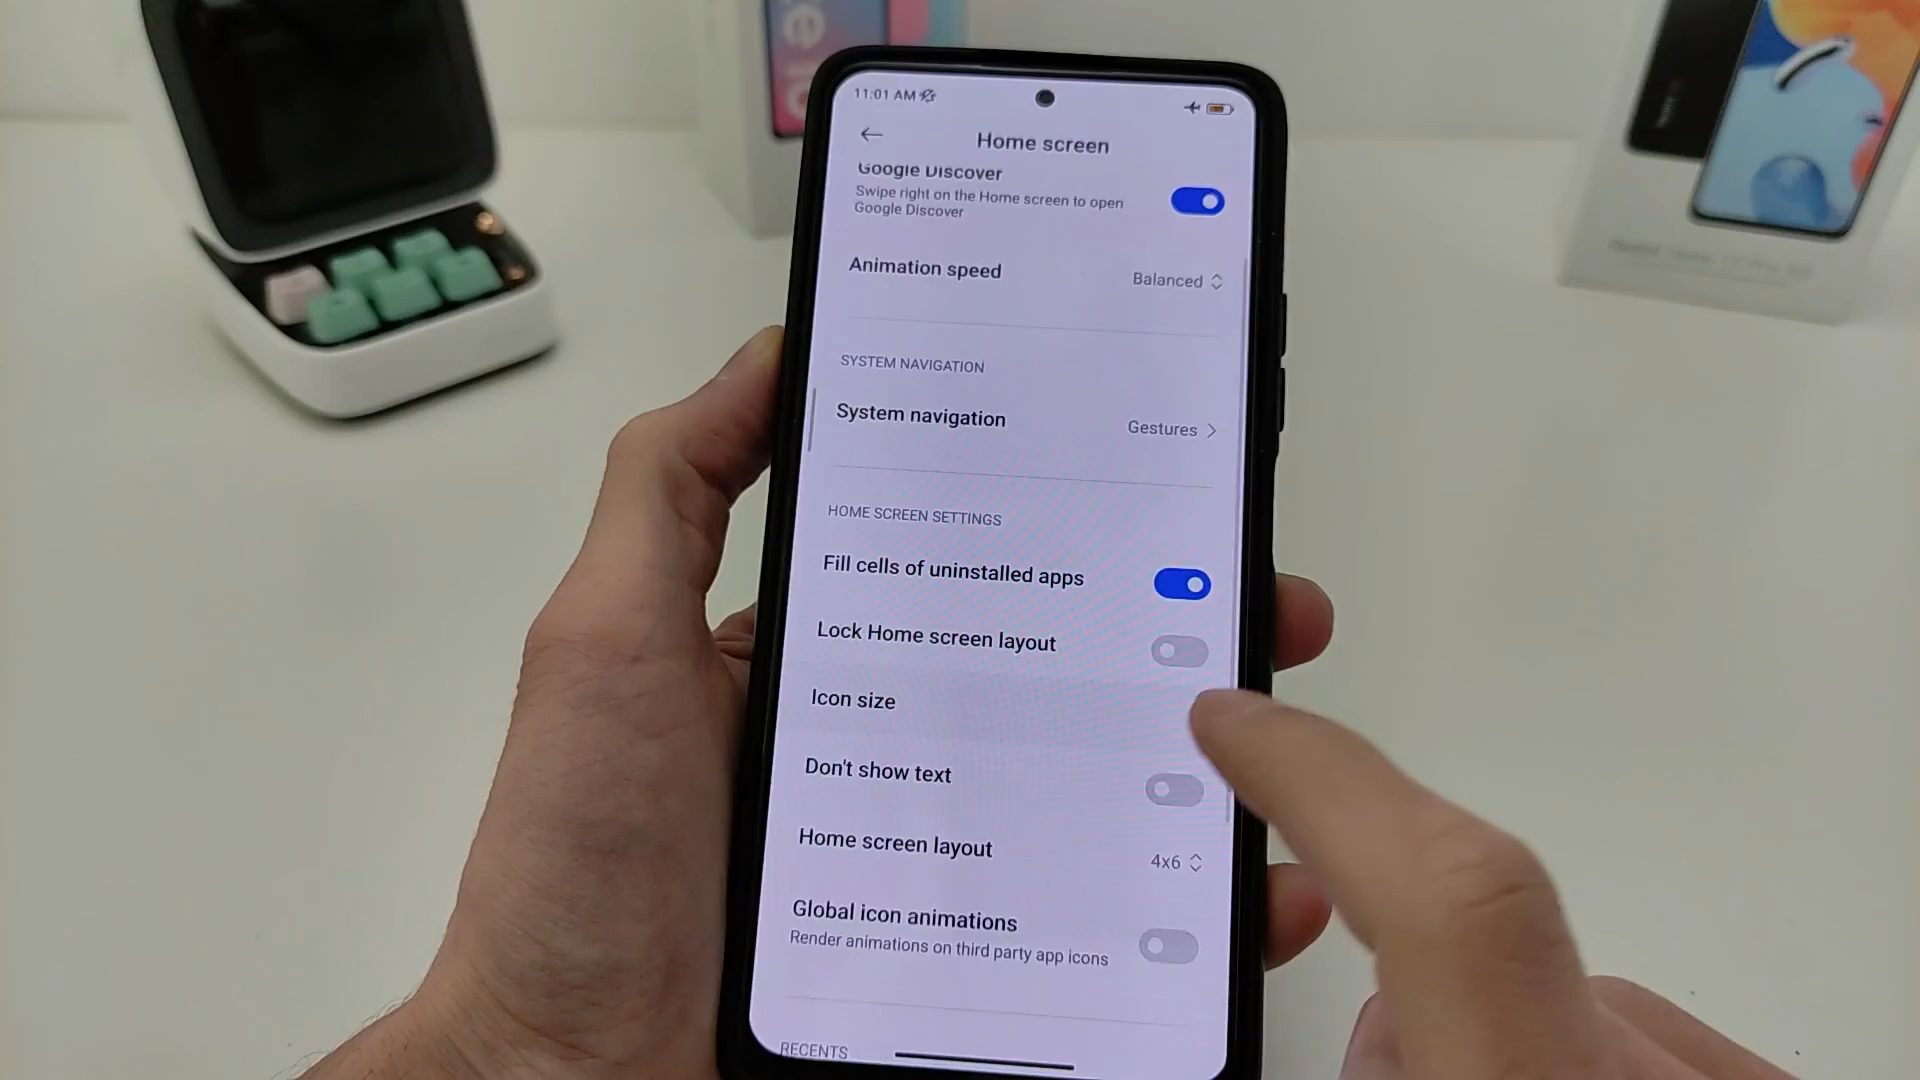 11:01 AM
Home screen
Google Discover
Swipe right on the Home screen to open
Google Discover
Animation speed
Balanced
SYSTEM NAVIGATION
System navigation
Gestures
HOME SCREEN SETTINGS
Fill cells of uninstalled apps
Lock Home screen layout
Icon size
Don't show text
Home screen layout
4x6
Global icon animations
Render animations on third party app icons
RECENTS